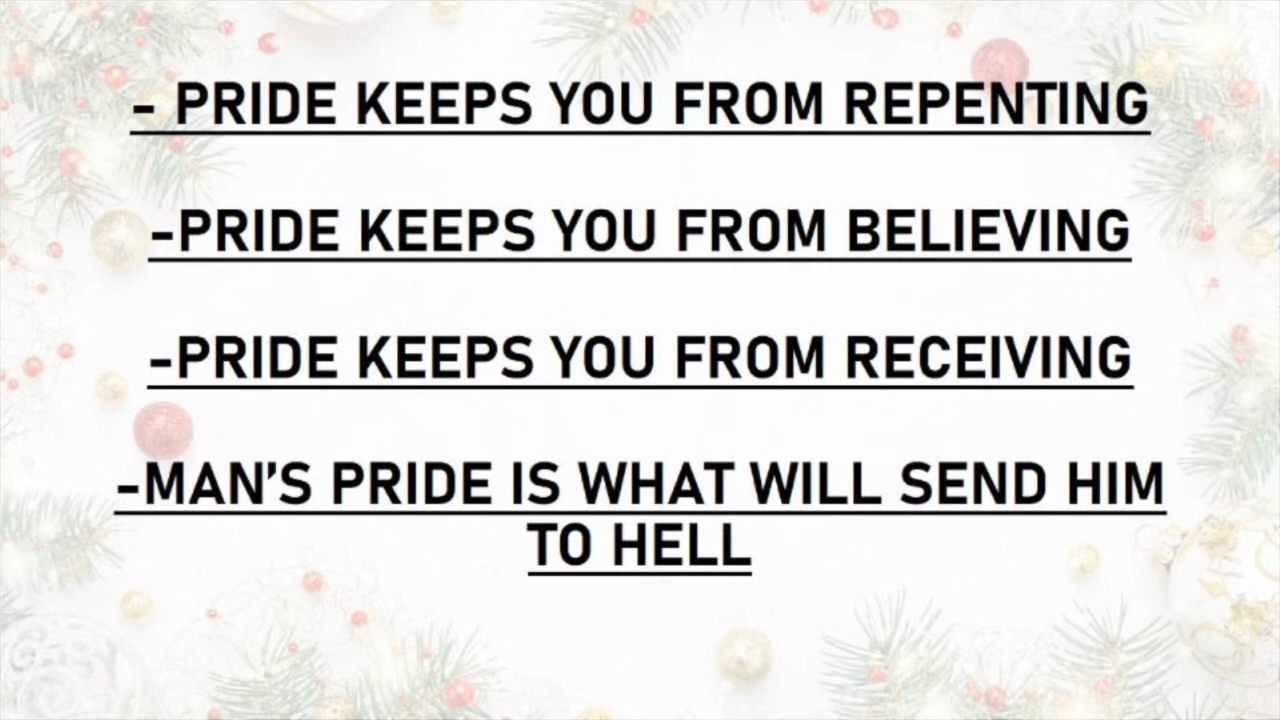 - PRIDE KEEPS YOU FROM REPENTING
-PRIDE KEEPS YOU FROM BELIEVING
-PRIDE KEEPS YOU FROM RECEIVING
-MAN'S PRIDE IS WHAT WILL SEND HIM
TO HELL